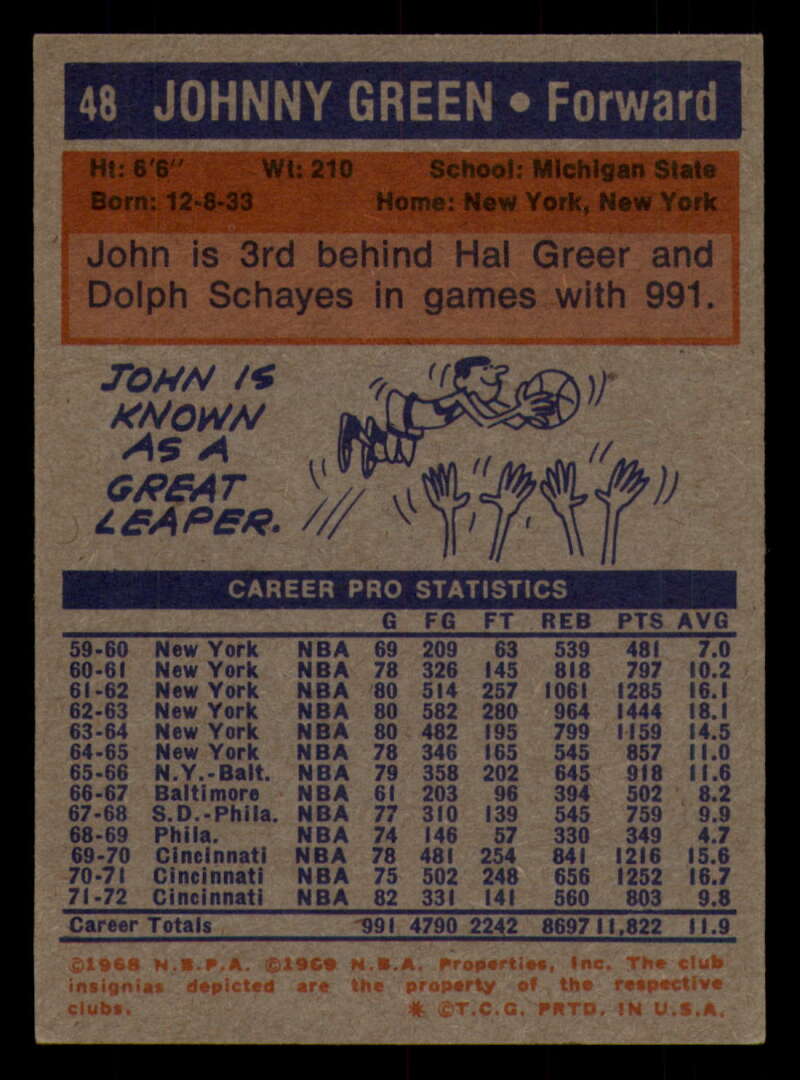 48 JOHNNY GREEN • Forward
Ht: 6'6" Wt: 210 School: Michigan State
Born: 12-8-33 Home: New York, New York
John is 3rd behind Hal Greer and
Dolph Schayes in games with 991.
JOHN IS
KNOWN
AS A
GREAT
LEAPER.
CAREER PRO STATISTICS
G FG FT REB PTS AVG
59-60 New York NBA 69 209 63 539 481 7.0
60-61 New York NBA 78 326 145 818 797 10.2
61-62 New York NBA 80 514 257 1061 1285 16.1
62-63 New York NBA 80 582 280 964 1444 18.1
63-64 New York NBA 80 482 195 799 1159 14.5
64-65 New York NBA 78 346 165 545 857 11.0
65-66 N.Y.-Balt. NBA 79 358 202 645 918 11.6
66-67 Baltimore NBA 61 203 96 394 502 8.2
67-68 S.D.-Phila. NBA 77 310 139 545 759 9.9
68-69 Phila. NBA 74 146 57 330 349 4.7
69-70 Cincinnati NBA 78 481 254 841 1216 15.6
70-71 Cincinnati NBA 75 502 248 656 1252 16.7
71-72 Cincinnati NBA 82 331 141 560 803 9.8
Career Totals 991 4790 2242 8697 11,822 11.9
©1968 N.B.P.A. ©1969 N.B.A. Properties, Inc. The club
insignias depicted are the property of the respective
clubs. * ©T.C.G. PRTD. IN U.S.A.